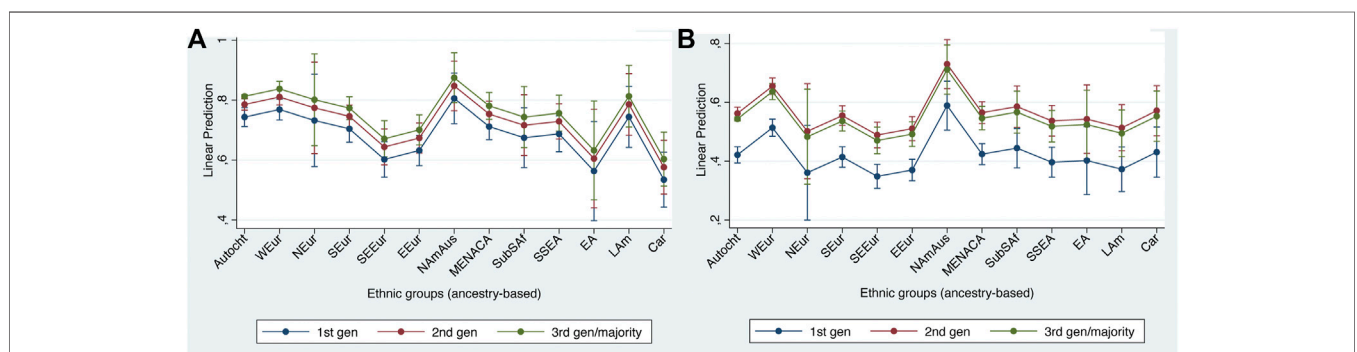 A
Linear Prediction
1
,8
,6
,4
Autocht
WEur
NEur
SEur
SEEur
EEur
NAmAus
MENACA
SubSAf
SSEA
EA
LAm
Car
Ethnic groups (ancestry-based)
1st gen 2nd gen 3rd gen/majority
B
Linear Prediction
,8
,6
,4
,2
Autocht
WEur
NEur
SEur
SEEur
EEur
NAmAus
MENACA
SubSAf
SSEA
EA
LAm
Car
Ethnic groups (ancestry-based)
1st gen 2nd gen 3rd gen/majority